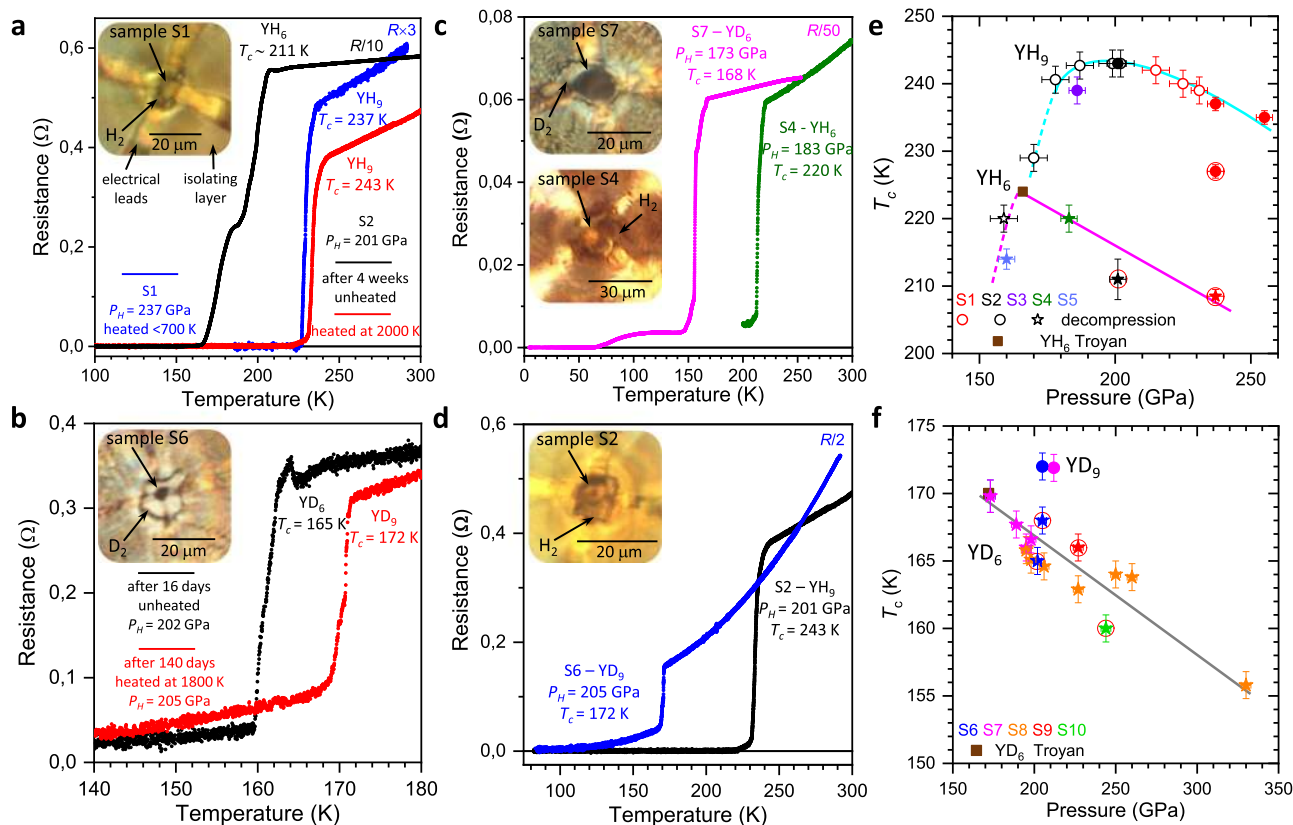 a
sample S1
H2
20 µm
electrical
leads
isolating
layer
YH6
Tc ~ 211 K
R/10
R×3
YH9
Tc = 237 K
YH9
Tc = 243 K
S2
PH = 201 GPa
after 4 weeks
unheated
heated at 2000 K
S1
PH = 237 GPa
heated <700 K
Resistance (Ω)
0,6
0,4
0,2
0,0
100 150 200 250 300
Temperature (K)
c
sample S7
D2
20 µm
sample S4
H2
30 µm
S7 – YD6
PH = 173 GPa
Tc = 168 K
R/50
S4 - YH6
PH = 183 GPa
Tc = 220 K
Resistance (Ω)
0,08
0,06
0,04
0,02
0,00
0 50 100 150 200 250 300
Temperature (K)
e
YH9
YH6
S1 S2 S3 S4 S5
decompression
YH6 Troyan
Tc (K)
250
240
230
220
210
200
160 180 200 220 240 260
Pressure (GPa)
b
sample S6
D2
20 µm
YD6
Tc = 165 K
YD9
Tc = 172 K
after 16 days
unheated
PH = 202 GPa
after 140 days
heated at 1800 K
PH = 205 GPa
Resistance (Ω)
0,4
0,3
0,2
0,1
0,0
140 150 160 170 180
Temperature (K)
d
sample S2
H2
20 µm
R/2
S2 – YH9
PH = 201 GPa
Tc = 243 K
S6 – YD9
PH = 205 GPa
Tc = 172 K
Resistance (Ω)
0,6
0,4
0,2
0,0
100 150 200 250 300
Temperature (K)
f
YD9
YD6
S6 S7 S8 S9 S10
YD6 Troyan
Tc (K)
175
170
165
160
155
150
150 200 250 300 350
Pressure (GPa)